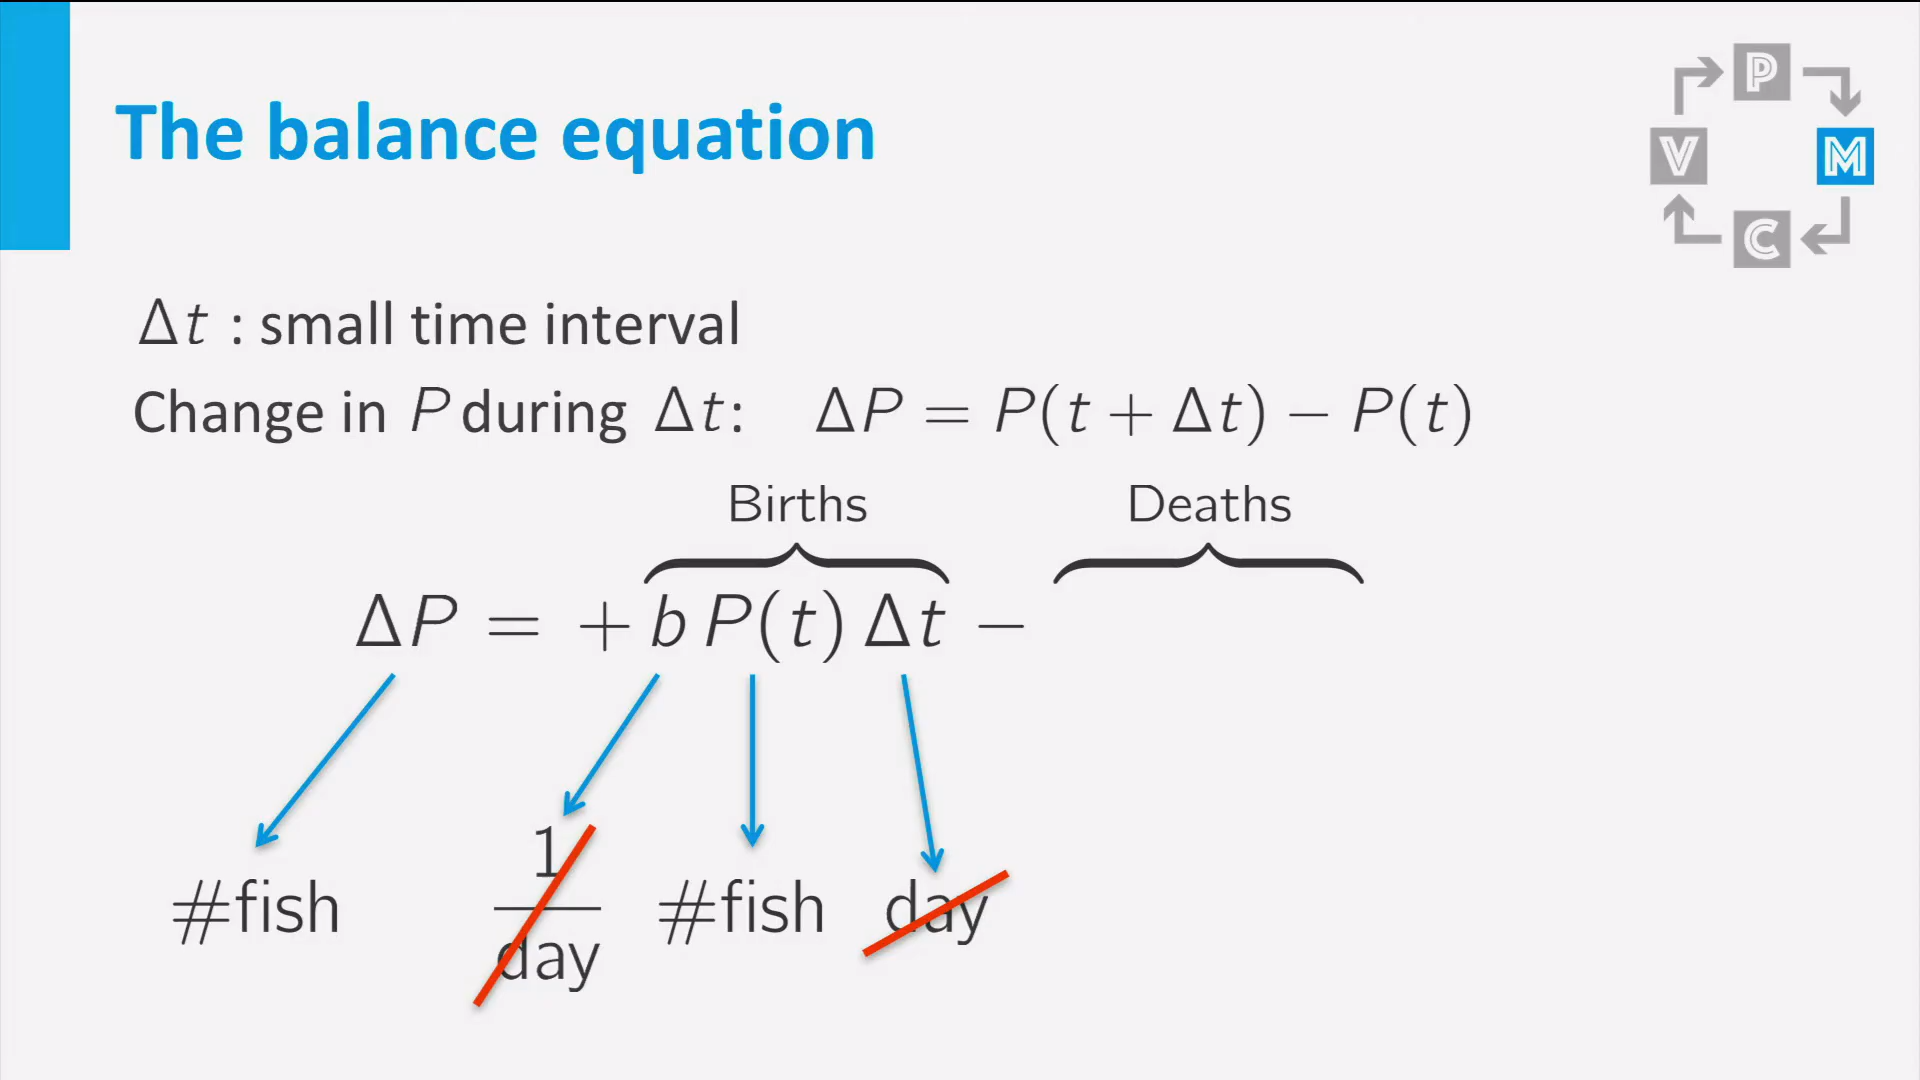 The balance equation
P
V
M
C
Δt : small time interval
Change in P during Δt: ΔP = P(t + Δt) − P(t)
Births Deaths
ΔP = + b P(t) Δt −
#fish 1/day #fish day